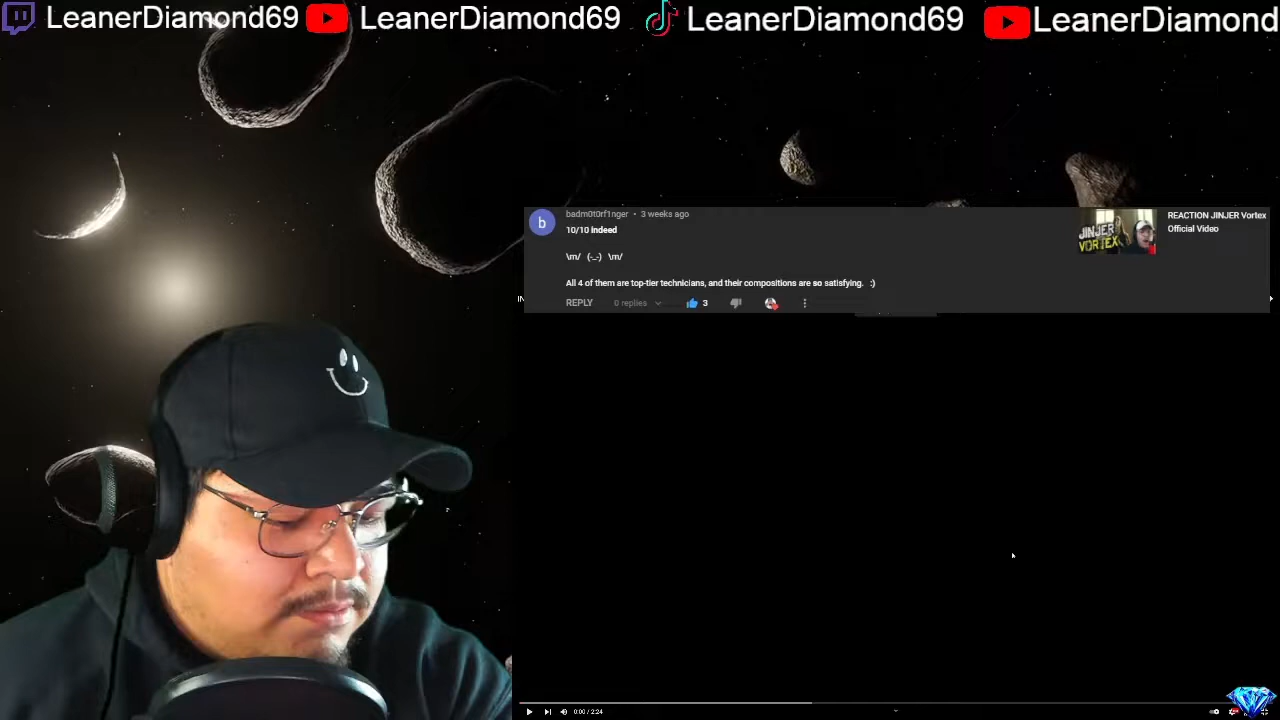 LeanerDiamond69 LeanerDiamond69 LeanerDiamond69 LeanerDiamond
b badm0t0rf1nger • 3 weeks ago
10/10 indeed
\m/ (-_-) \m/
All 4 of them are top-tier technicians, and their compositions are so satisfying. :)
REPLY 0 replies 3
JINJER
VORTEX
REACTION JINJER Vortex
Official Video
0:00 / 2:24